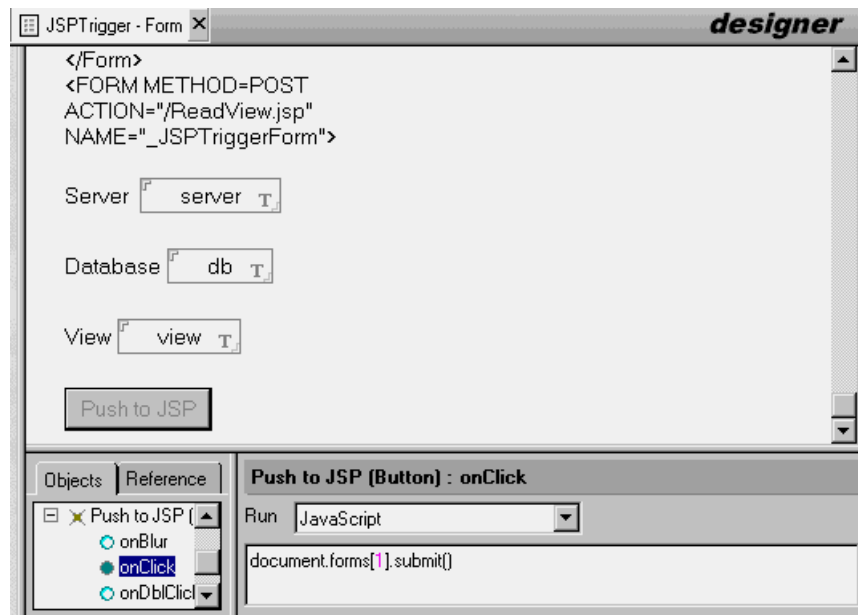 JSPTrigger - Form
designer
</Form>
<FORM METHOD=POST
ACTION="/ReadView.jsp"
NAME="_JSPTriggerForm">
Server server T
Database db T
View view T
Push to JSP
Objects Reference
Push to JSP (Button) : onClick
Push to JSP (
Run JavaScript
onBlur
onClick
onDblClicl
document.forms[1].submit()